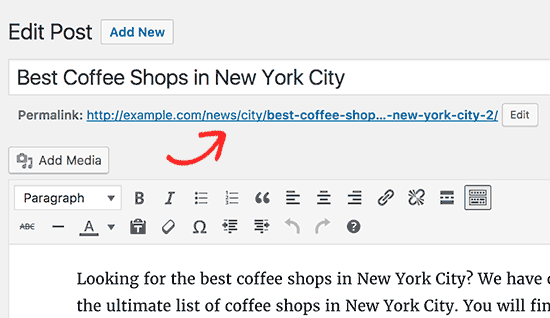 Edit Post Add New
Best Coffee Shops in New York City
Permalink: http://example.com/news/city/best-coffee-shop...-new-york-city-2/ Edit
Add Media
Paragraph B I
ABC A Ω
Looking for the best coffee shops in New York City? We have
the ultimate list of coffee shops in New York City. You will fin